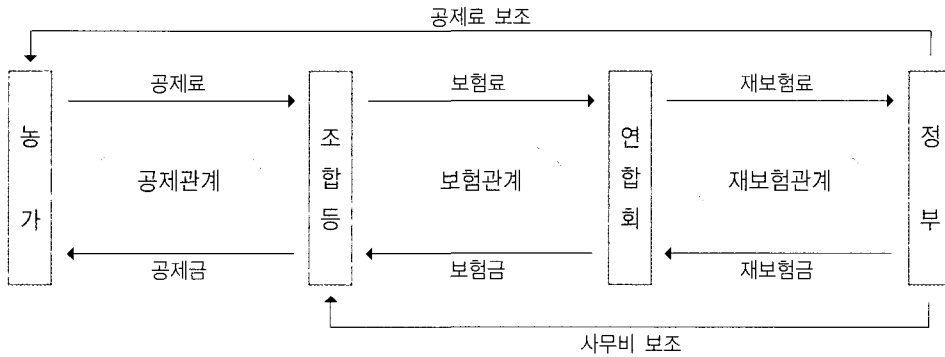 공제료 보조
공제료 보험료 재보험료
농가 조합등 연합회 정부
공제관계 보험관계 재보험관계
공제금 보험금 재보험금
사무비 보조